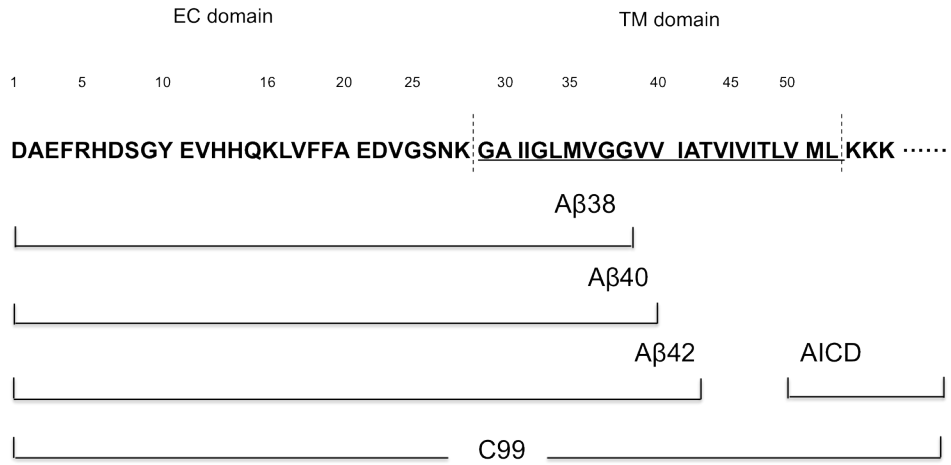 EC domain TM domain
1 5 10 16 20 25 30 35 40 45 50
DAEFRHDSGY EVHHQKLVFFA EDVGSNK GA IIGLMVGGVV IATVIVITLV ML KKK ......
Aβ38
Aβ40
Aβ42 AICD
C99